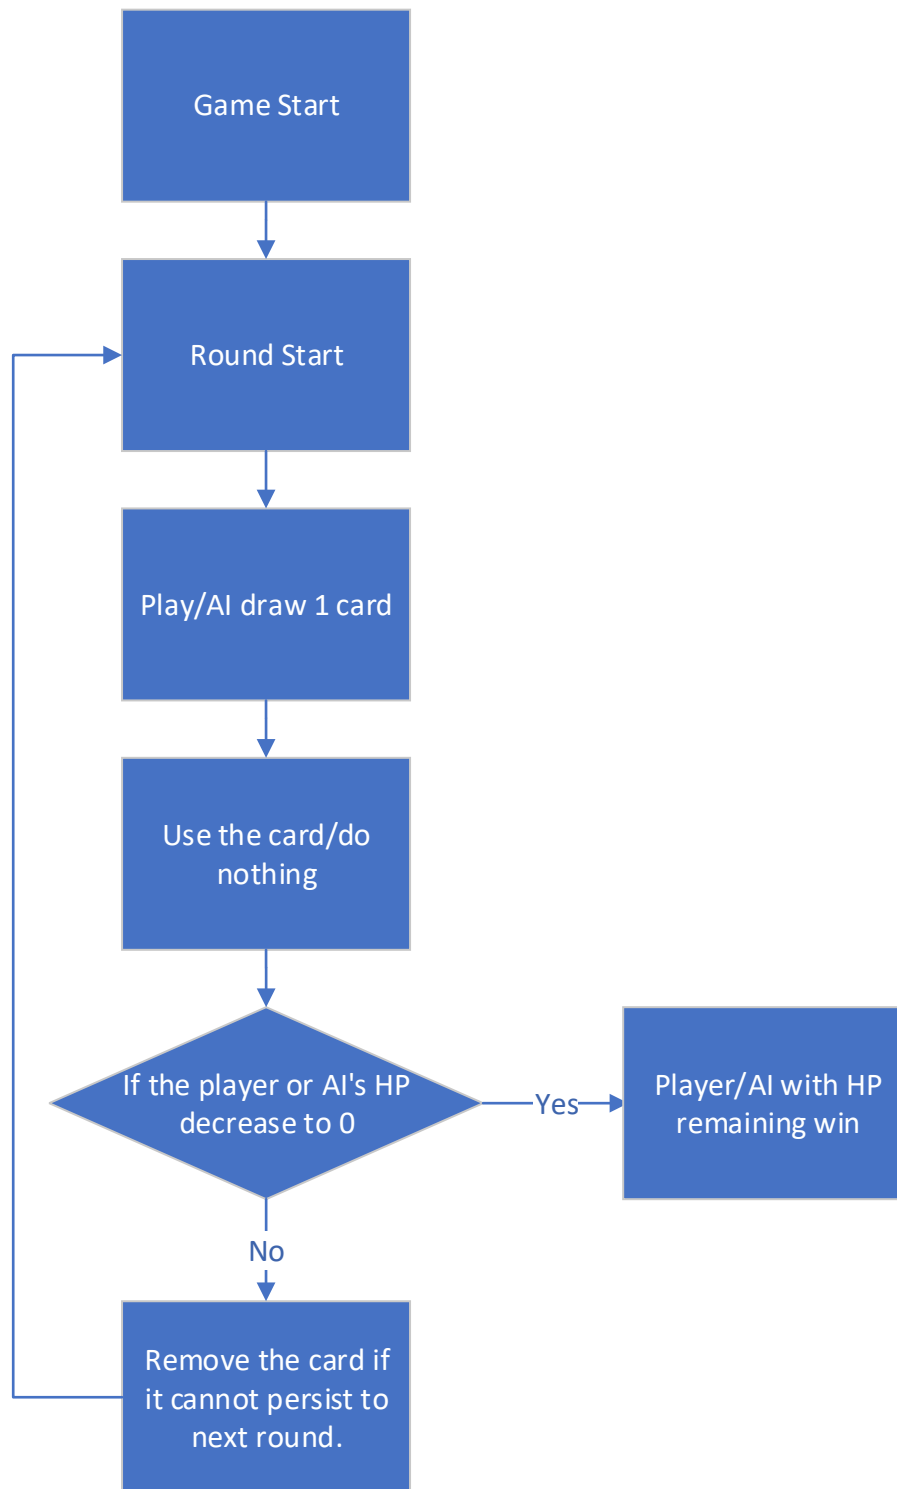 Game Start
Round Start
Play/AI draw 1 card
Use the card/do
nothing
If the player or AI's HP
decrease to 0
Yes
Player/AI with HP
remaining win
No
Remove the card if
it cannot persist to
next round.